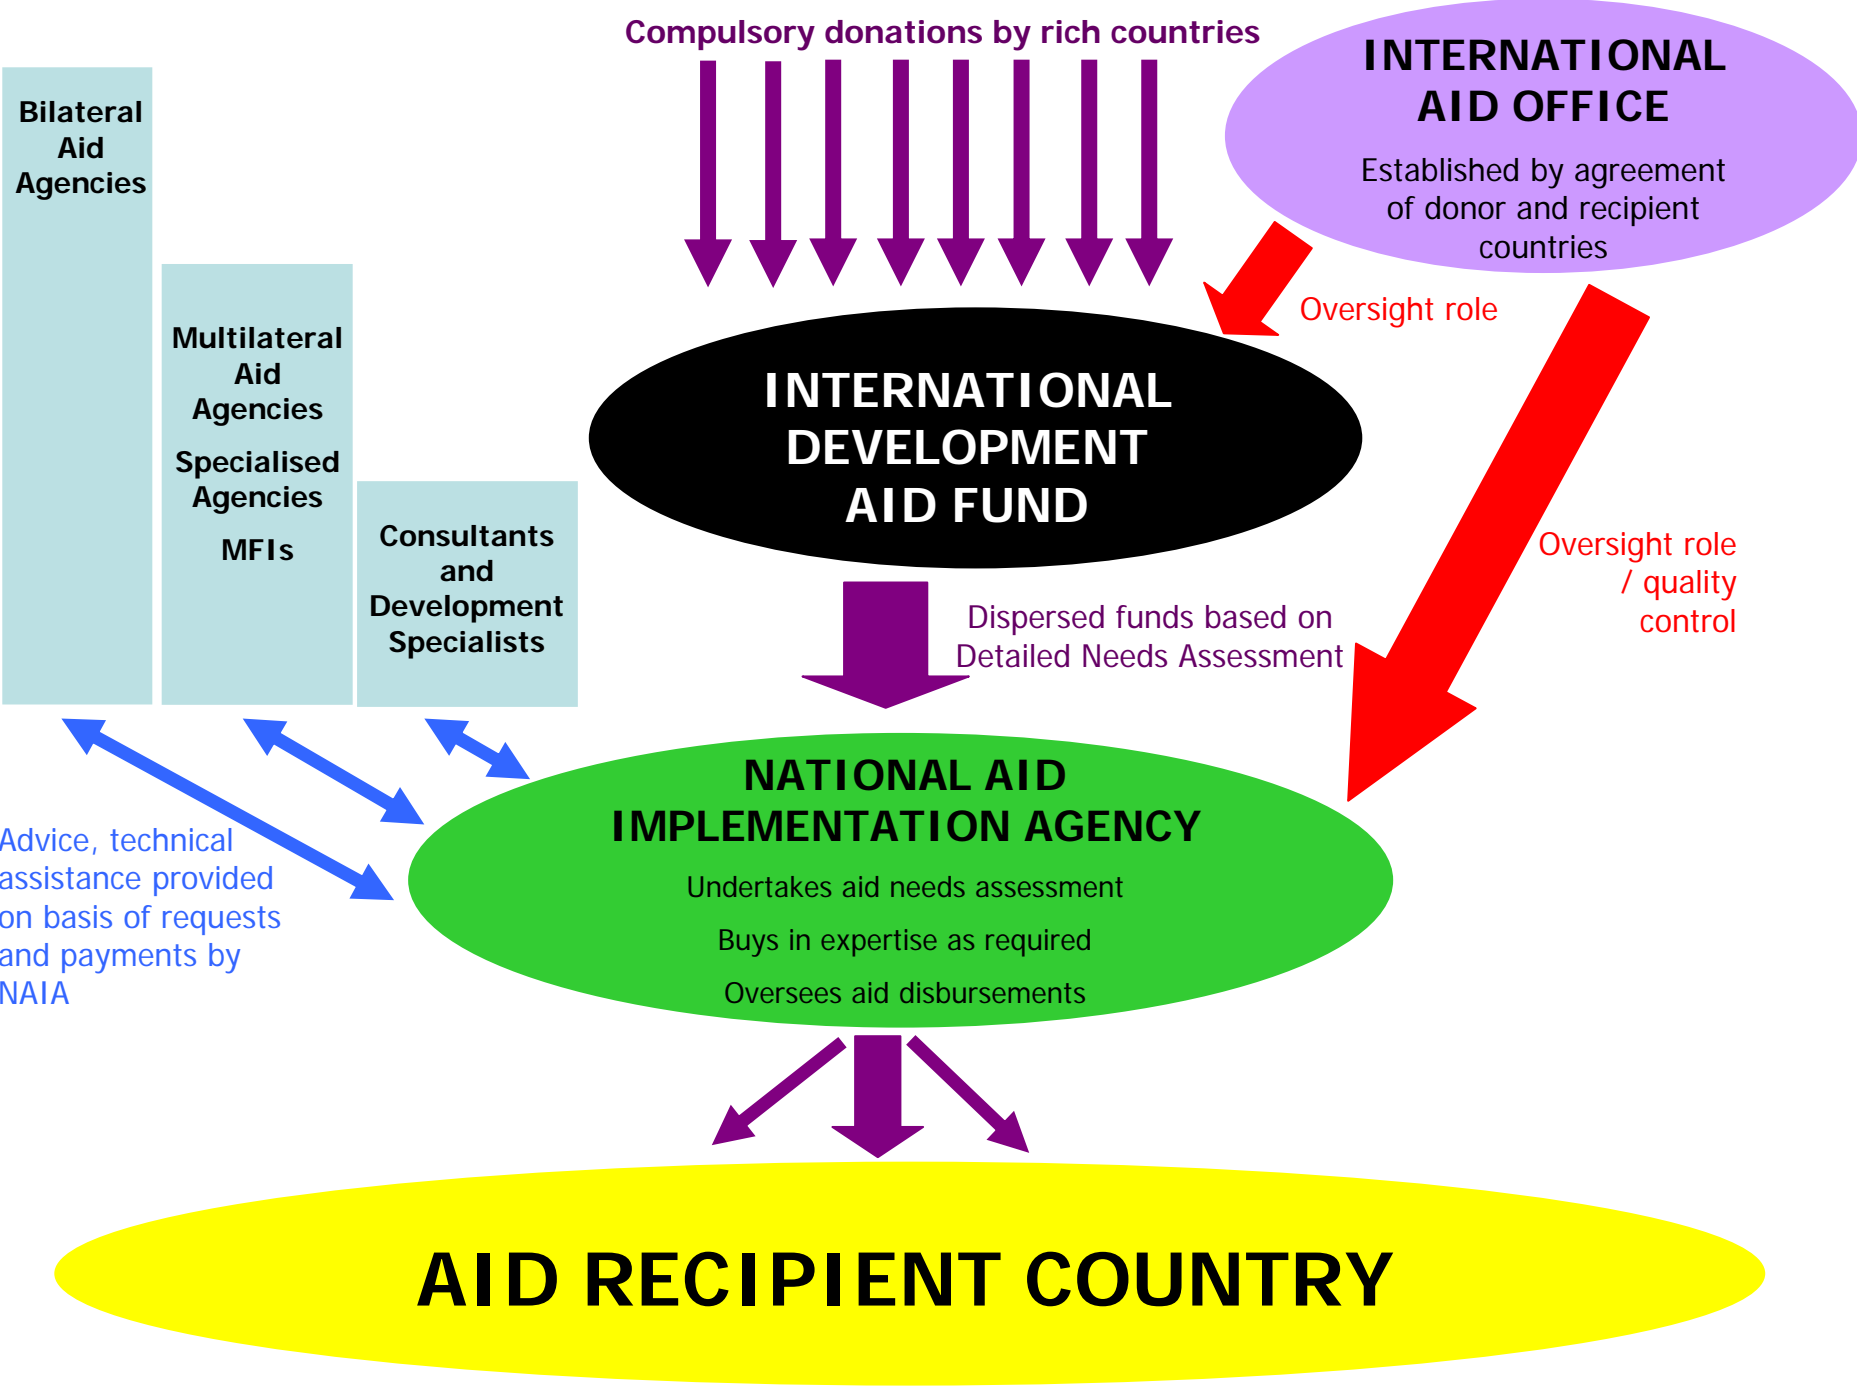 Compulsory donations by rich countries
INTERNATIONAL
AID OFFICE
Established by agreement
of donor and recipient
countries
Bilateral
Aid
Agencies
Multilateral
Aid
Agencies
Specialised
Agencies
MFIs
Consultants
and
Development
Specialists
Oversight role
INTERNATIONAL
DEVELOPMENT
AID FUND
Oversight role
/ quality
control
Dispersed funds based on
Detailed Needs Assessment
NATIONAL AID
IMPLEMENTATION AGENCY
Undertakes aid needs assessment
Buys in expertise as required
Oversees aid disbursements
Advice, technical
assistance provided
on basis of requests
and payments by
NAIA
AID RECIPIENT COUNTRY